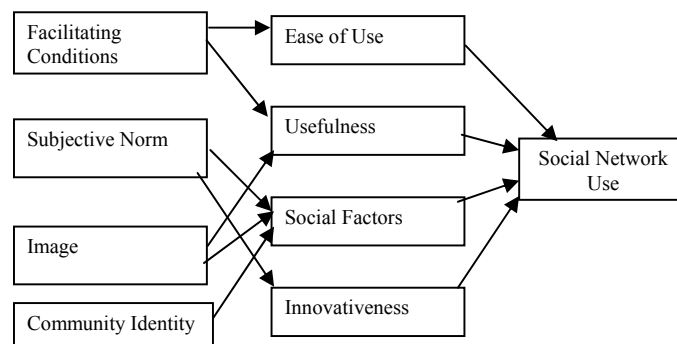 Facilitating
Conditions
Ease of Use
Subjective Norm
Usefulness
Social Network
Use
Social Factors
Image
Innovativeness
Community Identity